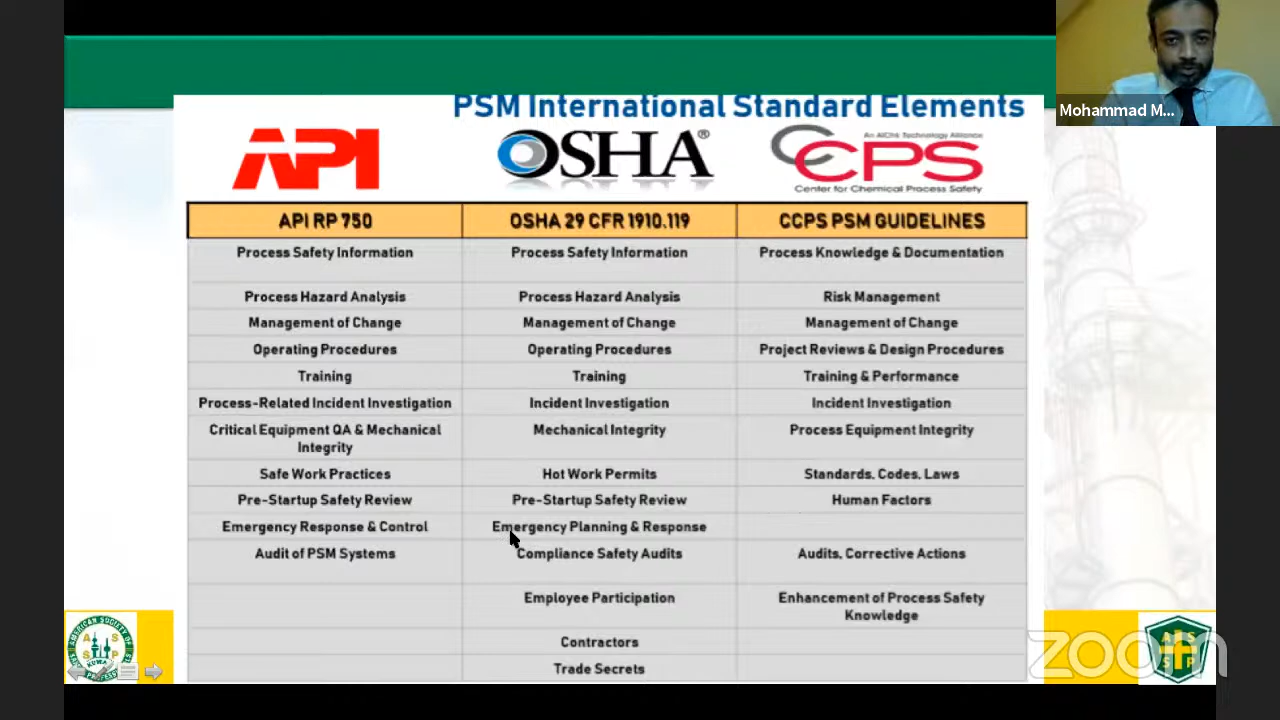 Mohammad M...
PSM International Standard Elements
API
OSHA®
An AIChE Technology Alliance
CCPS
Center for Chemical Process Safety
API RP 750 OSHA 29 CFR 1910.119 CCPS PSM GUIDELINES
Process Safety Information Process Safety Information Process Knowledge & Documentation
Process Hazard Analysis Process Hazard Analysis Risk Management
Management of Change Management of Change Management of Change
Operating Procedures Operating Procedures Project Reviews & Design Procedures
Training Training Training & Performance
Process-Related Incident Investigation Incident Investigation Incident Investigation
Critical Equipment QA & Mechanical
Integrity
Mechanical Integrity Process Equipment Integrity
Safe Work Practices Hot Work Permits Standards, Codes, Laws
Pre-Startup Safety Review Pre-Startup Safety Review Human Factors
Emergency Response & Control Emergency Planning & Response
Audit of PSM Systems Compliance Safety Audits Audits, Corrective Actions
Employee Participation Enhancement of Process Safety
Knowledge
Contractors
Trade Secrets
AMERICAN SOCIETY OF
A S
S P
zoom
A S
S P